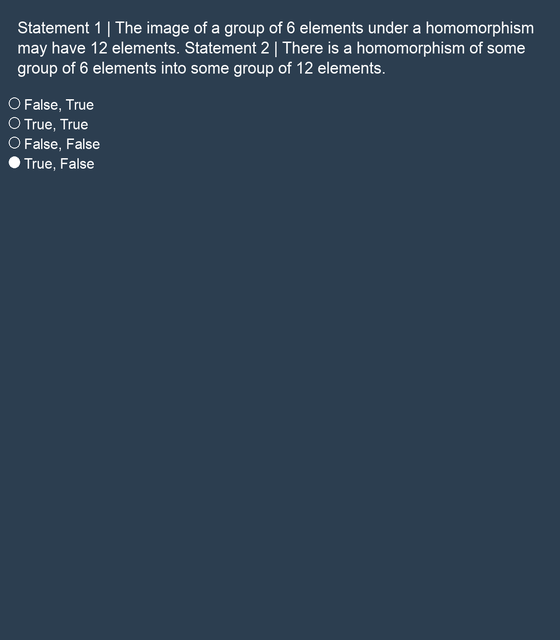 Statement 1 | The image of a group of 6 elements under a homomorphism
may have 12 elements. Statement 2 | There is a homomorphism of some
group of 6 elements into some group of 12 elements.
False, True
True, True
False, False
True, False